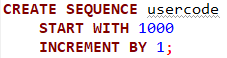 CREATE SEQUENCE usercode
START WITH 1000
INCREMENT BY 1;